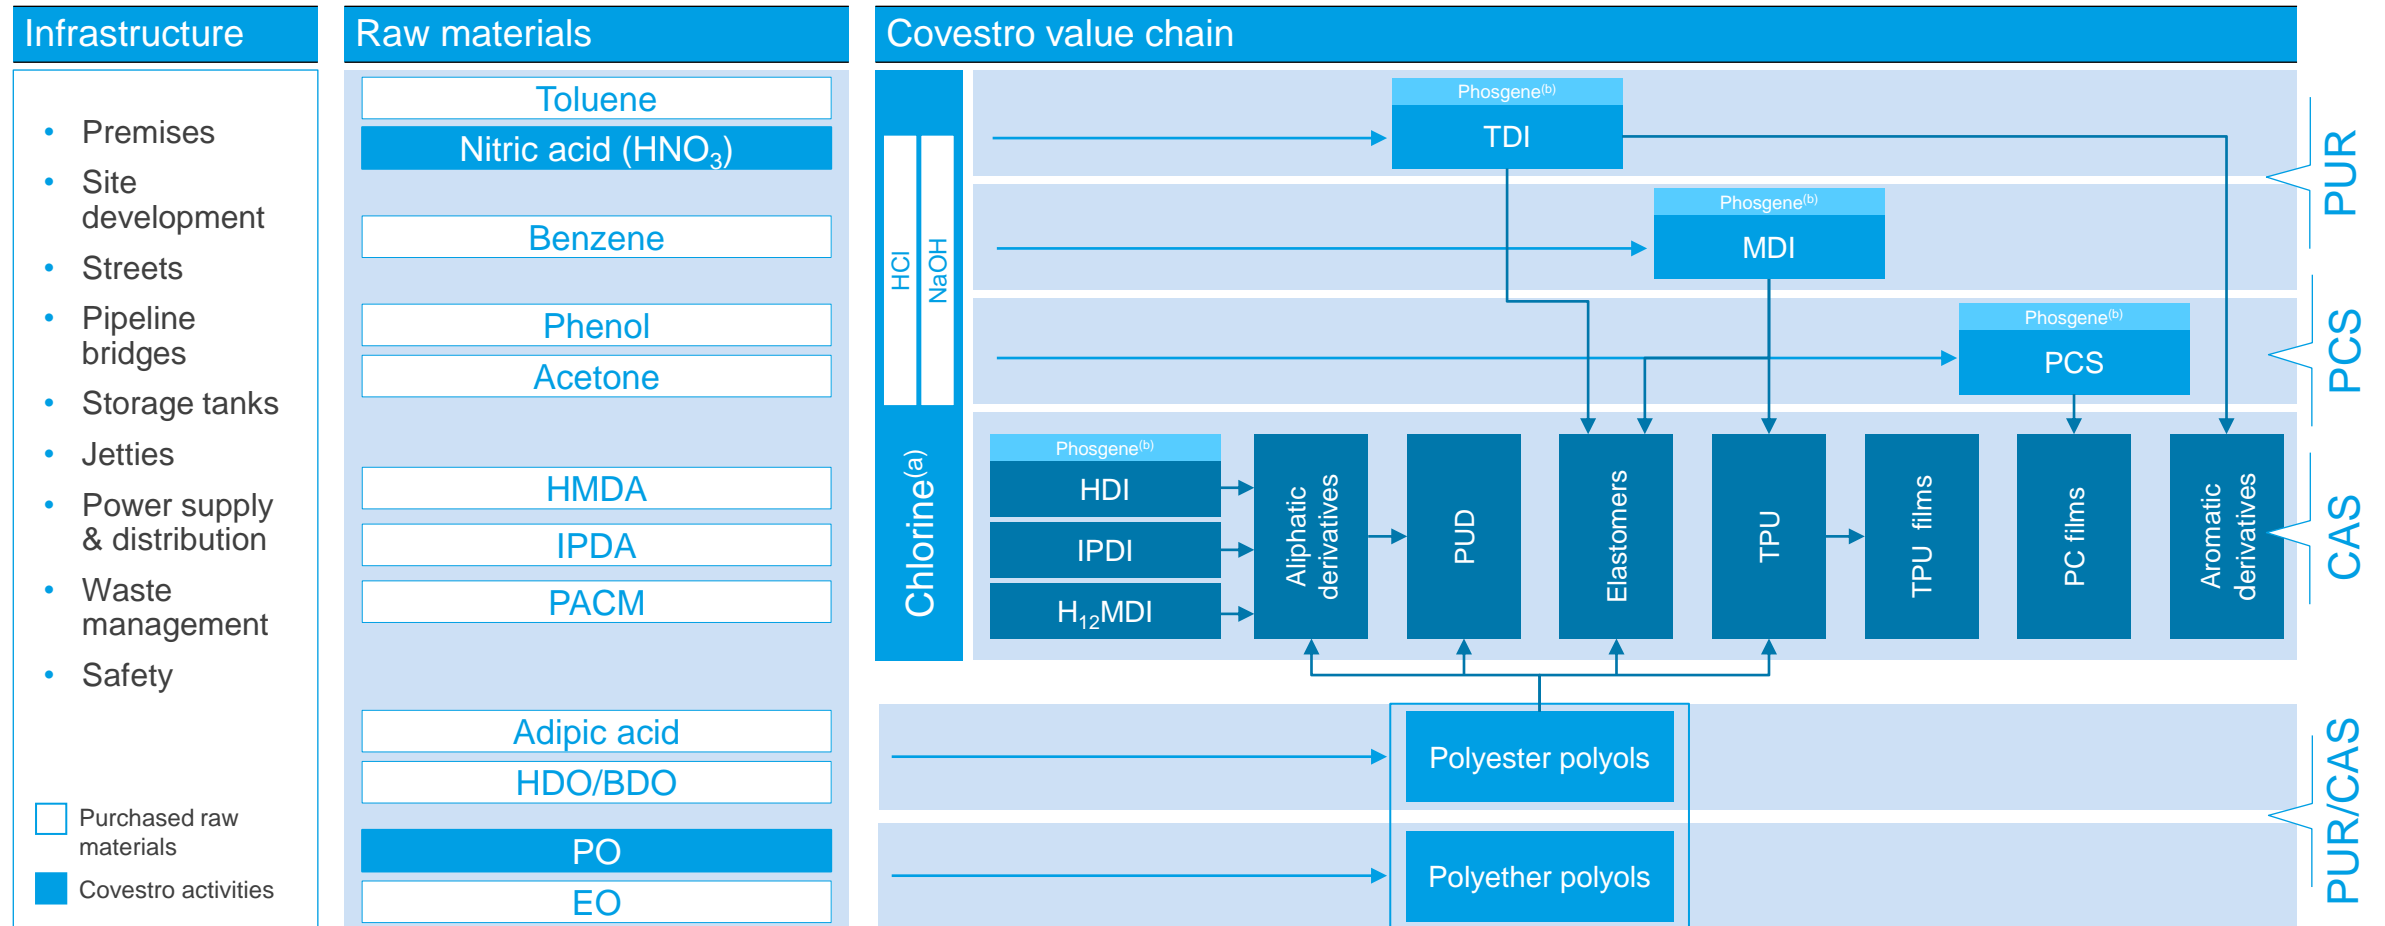 Infrastructure
Raw materials
Covestro value chain
• Premises
• Site
development
• Streets
• Pipeline
bridges
• Storage tanks
• Jetties
• Power supply
& distribution
• Waste
management
• Safety
Purchased raw
materials
Covestro activities
Toluene
Nitric acid (HNO₃)
Benzene
Phenol
Acetone
HMDA
IPDA
PACM
Adipic acid
HDO/BDO
PO
EO
HCl
NaOH
Chlorine(a)
Phosgene(b)
TDI
Phosgene(b)
MDI
Phosgene(b)
PCS
Phosgene(b)
HDI
IPDI
H₁₂MDI
Aliphatic
derivatives
PUD
Elastomers
TPU
TPU films
PC films
Aromatic
derivatives
Polyester polyols
Polyether polyols
PUR
PCS
CAS
PUR/CAS